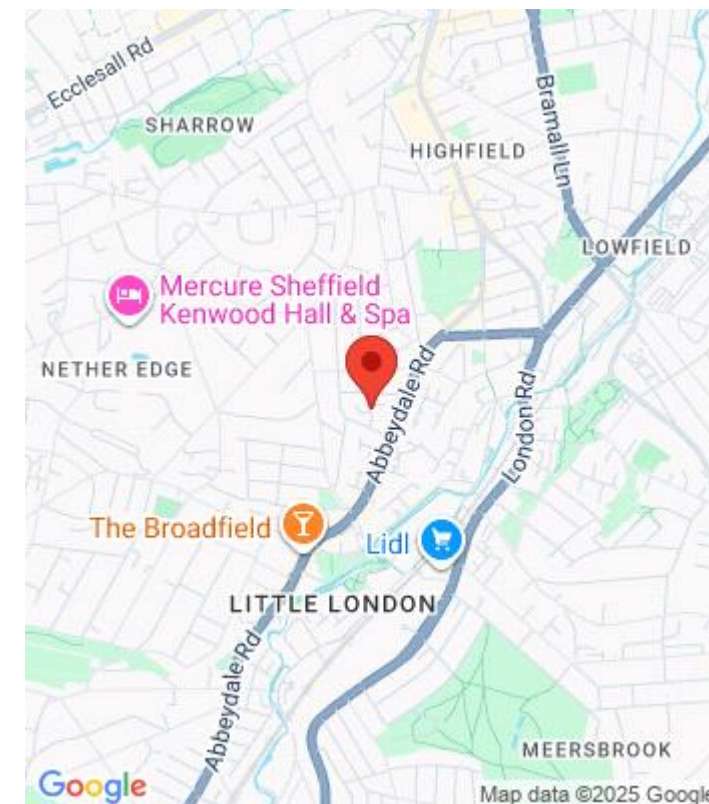 Ecclesall Rd
SHARROW
HIGHFIELD
Bramall Ln
LOWFIELD
Mercure Sheffield
Kenwood Hall & Spa
NETHER EDGE
Abbeydale Rd
London Rd
The Broadfield
Lidl
LITTLE LONDON
Abbeydale Rd
MEERSBROOK
Google
Map data ©2025 Google